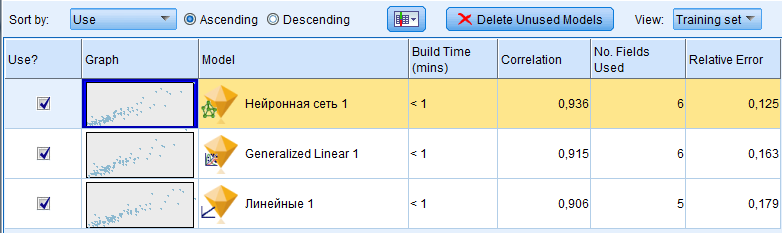 Sort by: Use Ascending Descending Delete Unused Models View: Training set
Use? Graph Model Build Time (mins) Correlation No. Fields Used Relative Error
Нейронная сеть 1 < 1 0,936 6 0,125
Generalized Linear 1 < 1 0,915 6 0,163
Линейные 1 < 1 0,906 5 0,179